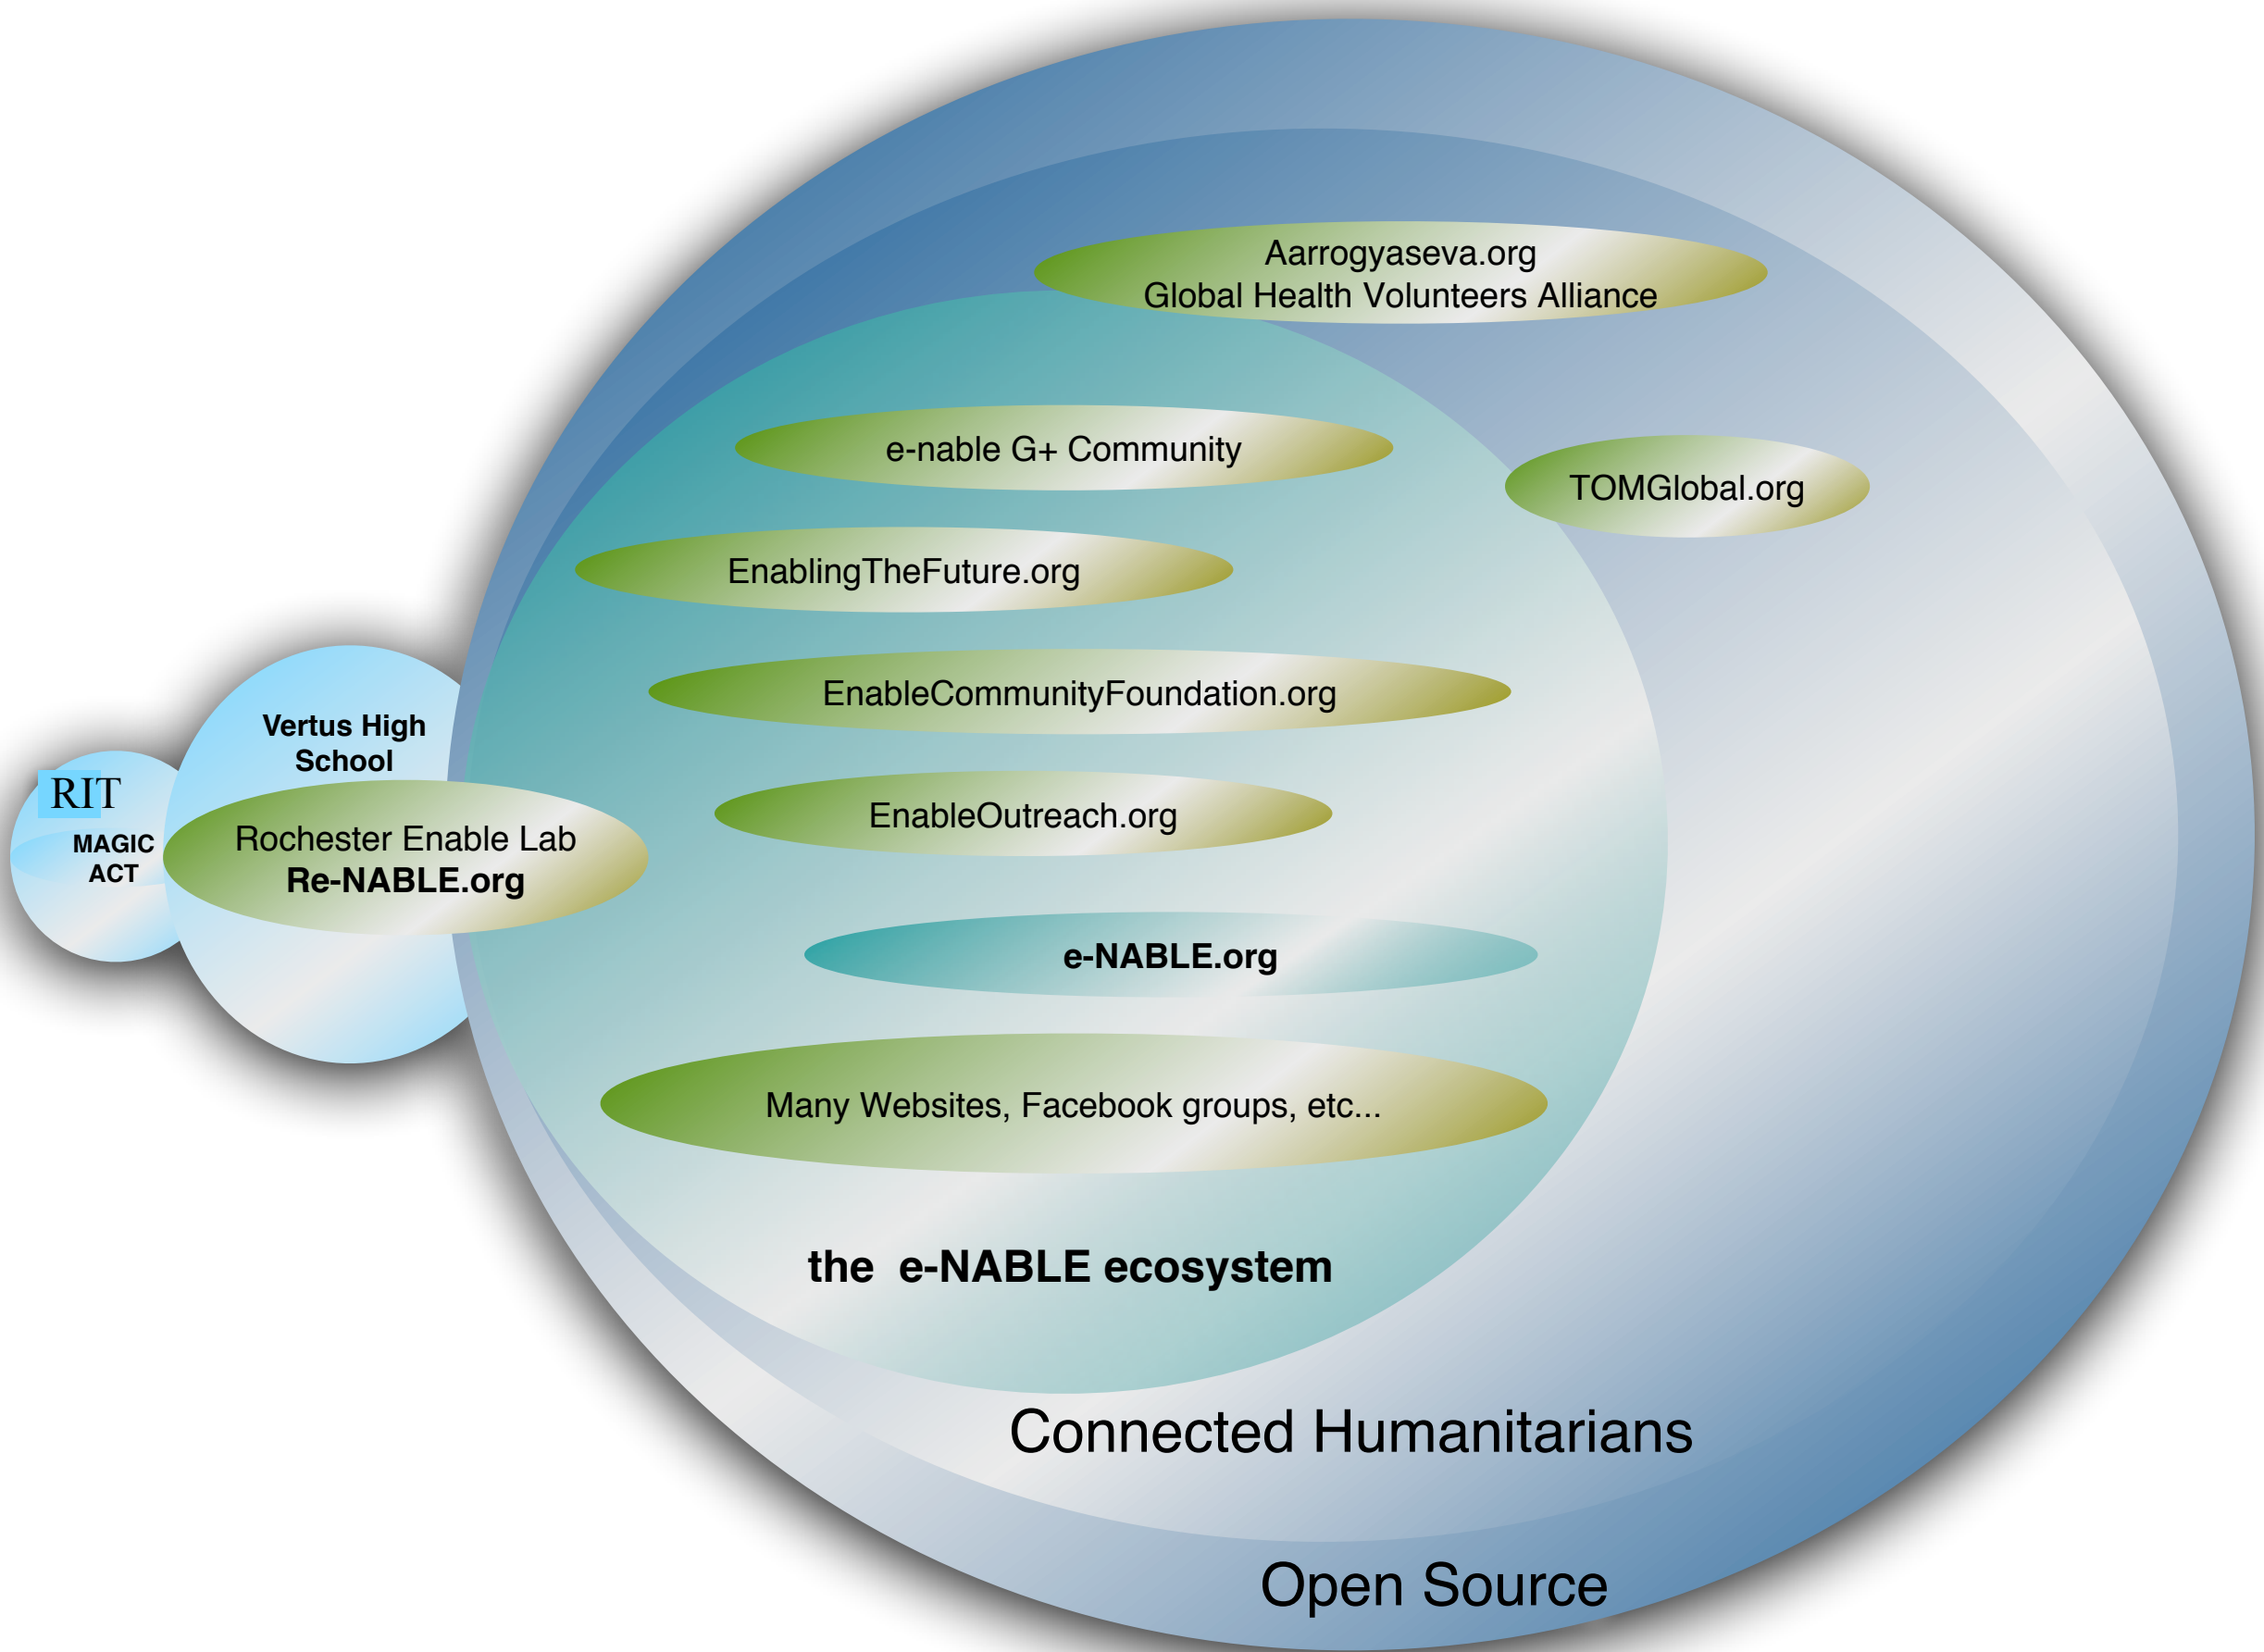 Aarrogyaseva.org
Global Health Volunteers Alliance
e-nable G+ Community
TOMGlobal.org
EnablingTheFuture.org
EnableCommunityFoundation.org
Vertus High
School
RIT
MAGIC
ACT
Rochester Enable Lab
Re-NABLE.org
EnableOutreach.org
e-NABLE.org
Many Websites, Facebook groups, etc...
the e-NABLE ecosystem
Connected Humanitarians
Open Source